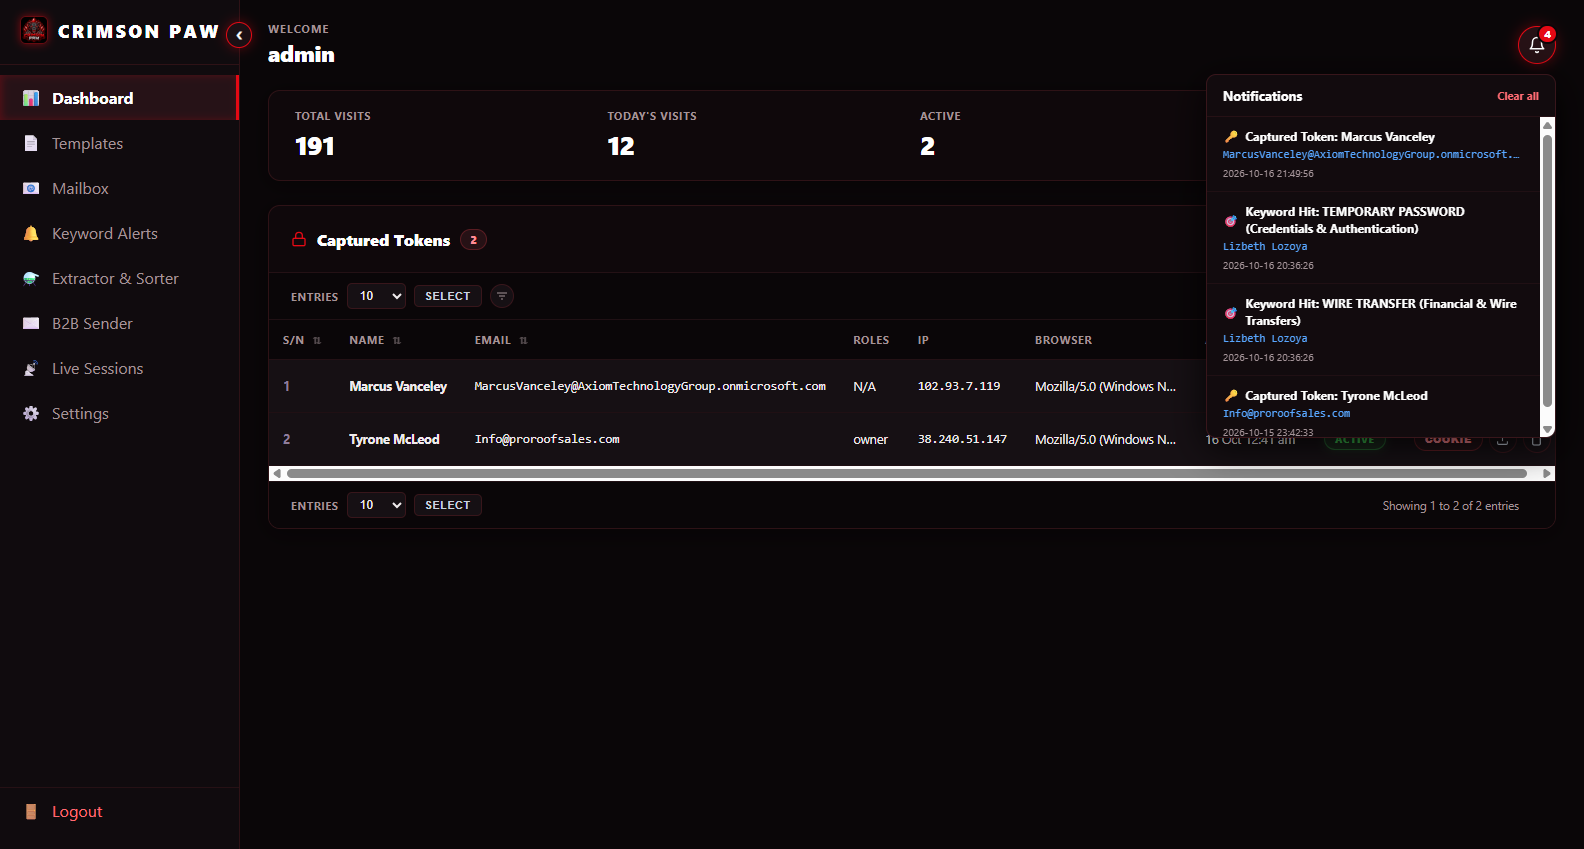 CRIMSON PAW
Dashboard
Templates
Mailbox
Keyword Alerts
Extractor & Sorter
B2B Sender
Live Sessions
Settings
Logout
WELCOME
admin
4
TOTAL VISITS
191
TODAY'S VISITS
12
ACTIVE
2
Captured Tokens 2
ENTRIES 10 SELECT
S/N NAME EMAIL ROLES IP BROWSER
1 Marcus Vanceley MarcusVanceley@AxiomTechnologyGroup.onmicrosoft.com N/A 102.93.7.119 Mozilla/5.0 (Windows N...
2 Tyrone McLeod Info@proroofsales.com owner 38.240.51.147 Mozilla/5.0 (Windows N... 16 Oct 12:41 am ACTIVE COOKIE
ENTRIES 10 SELECT Showing 1 to 2 of 2 entries
Notifications Clear all
Captured Token: Marcus Vanceley
MarcusVanceley@AxiomTechnologyGroup.onmicrosoft.…
2026-10-16 21:49:56
Keyword Hit: TEMPORARY PASSWORD
(Credentials & Authentication)
Lizbeth Lozoya
2026-10-16 20:36:26
Keyword Hit: WIRE TRANSFER (Financial & Wire
Transfers)
Lizbeth Lozoya
2026-10-16 20:36:26
Captured Token: Tyrone McLeod
Info@proroofsales.com
2026-10-15 23:42:33